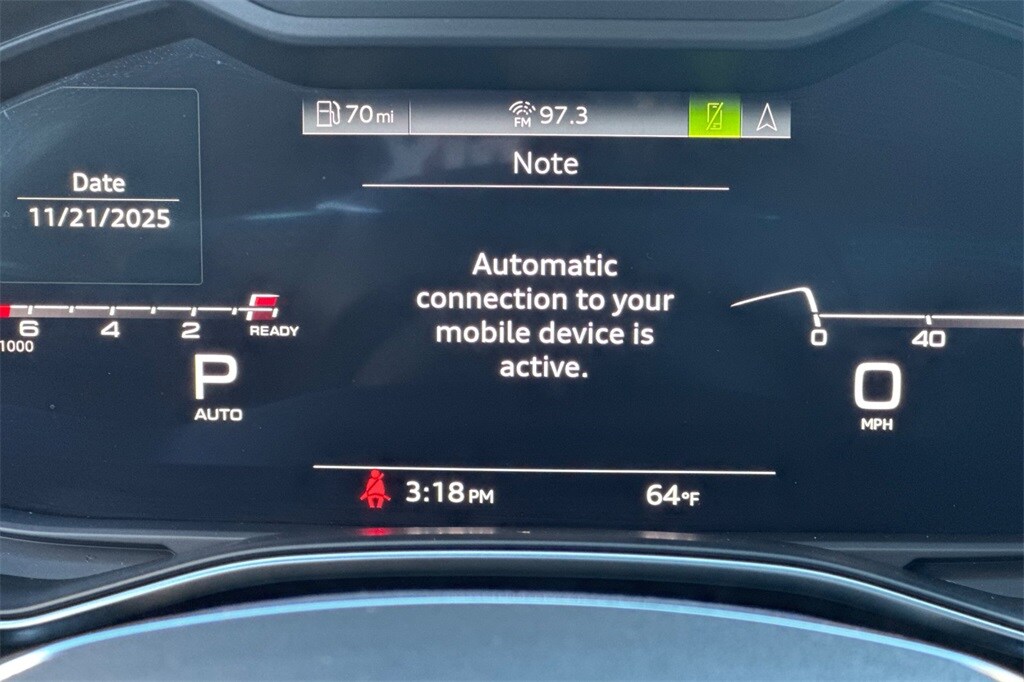 70 mi
FM 97.3
Note
Date
11/21/2025
Automatic
connection to your
mobile device is
active.
6 4 2 READY
1000
P
AUTO
0 40
0
MPH
3:18 PM
64°F